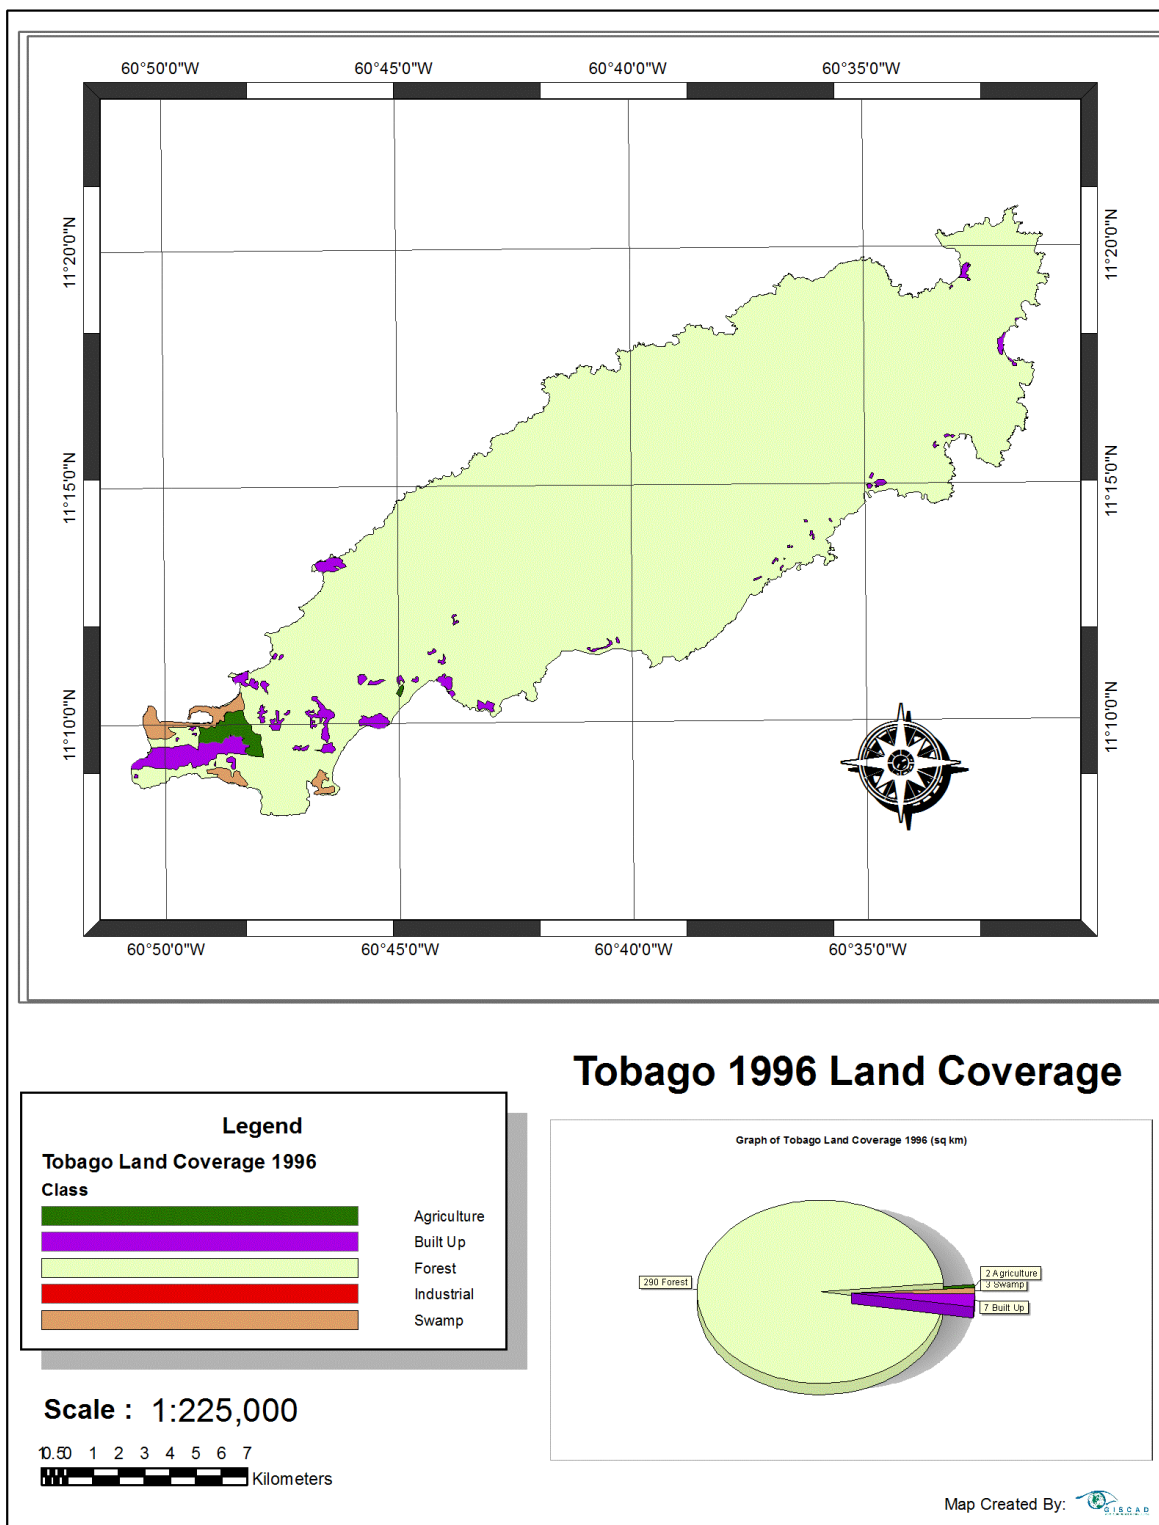 60°50'0"W 60°45'0"W 60°40'0"W 60°35'0"W
11°20'0"N 11°20'0"N
11°15'0"N 11°15'0"N
11°10'0"N 11°10'0"N
60°50'0"W 60°45'0"W 60°40'0"W 60°35'0"W
Tobago 1996 Land Coverage
Legend
Tobago Land Coverage 1996
Class
Agriculture
Built Up
Forest
Industrial
Swamp
Graph of Tobago Land Coverage 1996 (sq km)
290 Forest
2 Agriculture
3 Swamp
7 Built Up
Scale : 1:225,000
1 0.5 0 1 2 3 4 5 6 7
Kilometers
Map Created By:
GISCAD